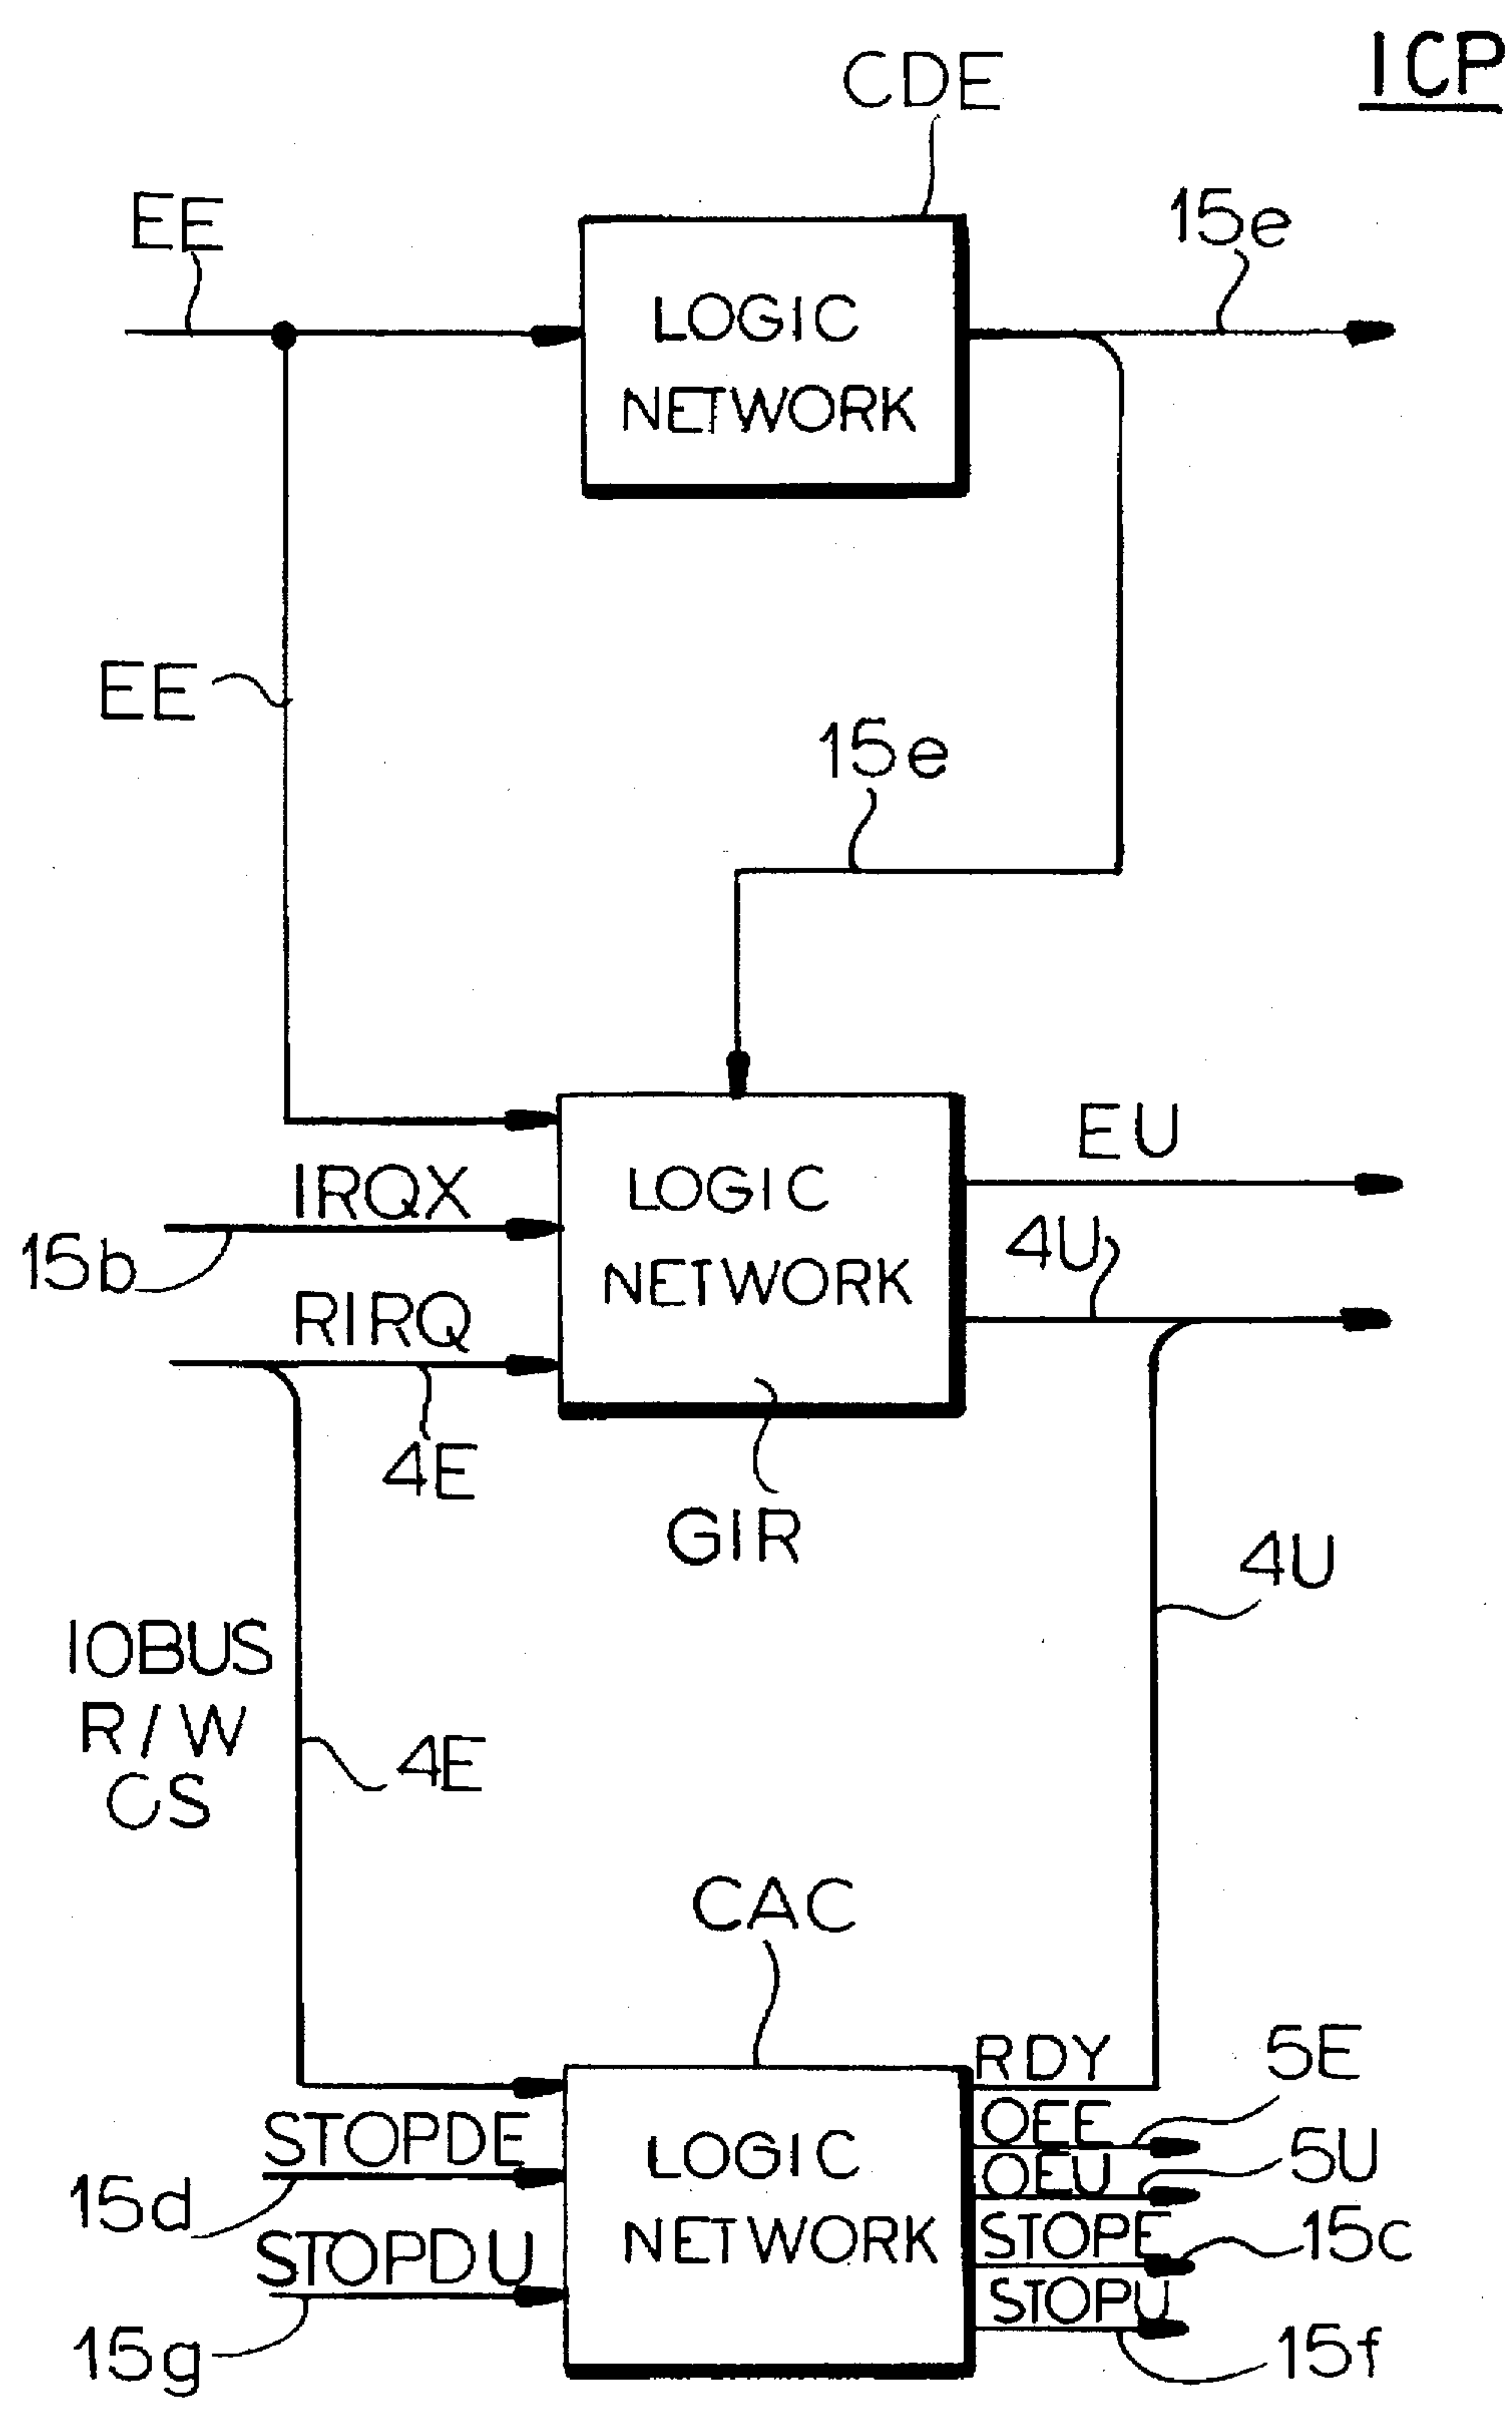 ICP
CDE
EE
15e
LOGIC
NETWORK
EE
15e
EU
IRQX
LOGIC
15b
4U
NETWORK
RIRQ
4E
GIR
4U
IOBUS
R/W
4E
CS
CAC
RDY
5E
OEE
STOPDE
LOGIC
OEU
5U
15d
STOPE
15c
STOPDU
NETWORK
STOPU
15g
15f